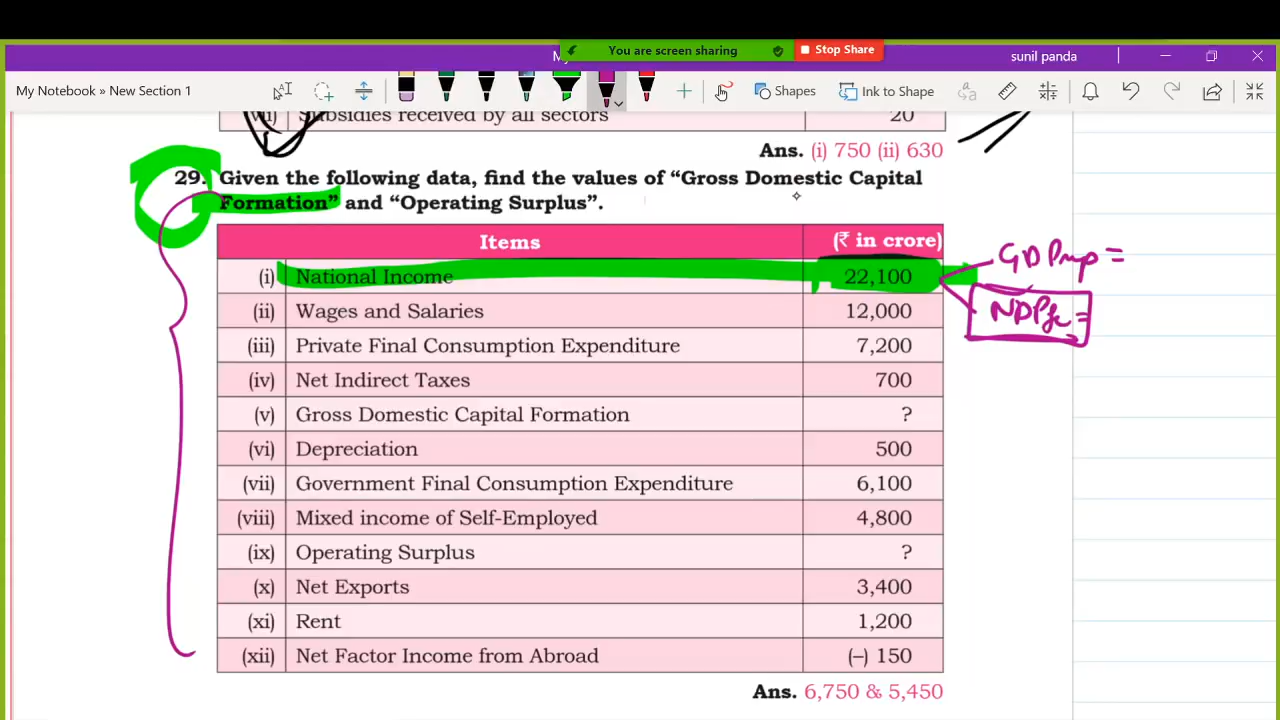 You are screen sharing
Stop Share
My
sunil panda
My Notebook » New Section 1
Shapes
Ink to Shape
(vii) Subsidies received by all sectors 20
Ans. (i) 750 (ii) 630
29. Given the following data, find the values of “Gross Domestic Capital
Formation” and “Operating Surplus”.
Items (₹ in crore)
(i) National Income 22,100
GDPmp =
(ii) Wages and Salaries 12,000
NDPfc =
(iii) Private Final Consumption Expenditure 7,200
(iv) Net Indirect Taxes 700
(v) Gross Domestic Capital Formation ?
(vi) Depreciation 500
(vii) Government Final Consumption Expenditure 6,100
(viii) Mixed income of Self-Employed 4,800
(ix) Operating Surplus ?
(x) Net Exports 3,400
(xi) Rent 1,200
(xii) Net Factor Income from Abroad (–) 150
Ans. 6,750 & 5,450